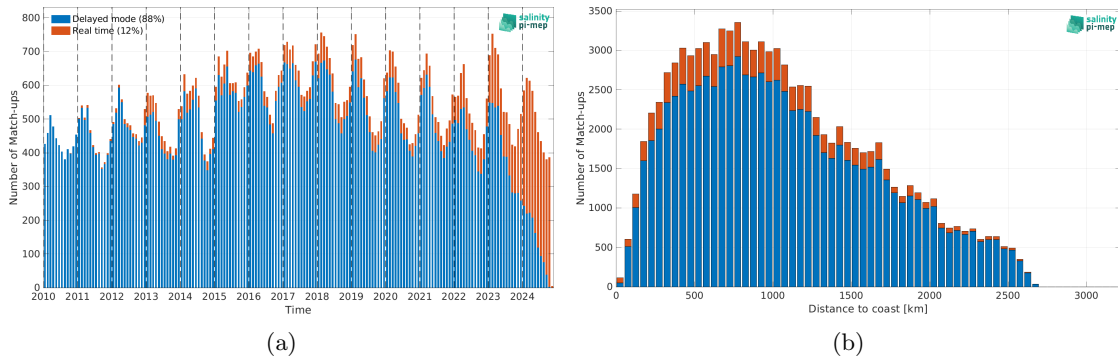 Delayed mode (88%)
Real time (12%)
salinity
pi-mep
Number of Match-ups
800
700
600
500
400
300
200
100
0
2010 2011 2012 2013 2014 2015 2016 2017 2018 2019 2020 2021 2022 2023 2024
Time
(a)
salinity
pi-mep
Number of Match-ups
3500
3000
2500
2000
1500
1000
500
0
0 500 1000 1500 2000 2500 3000
Distance to coast [km]
(b)